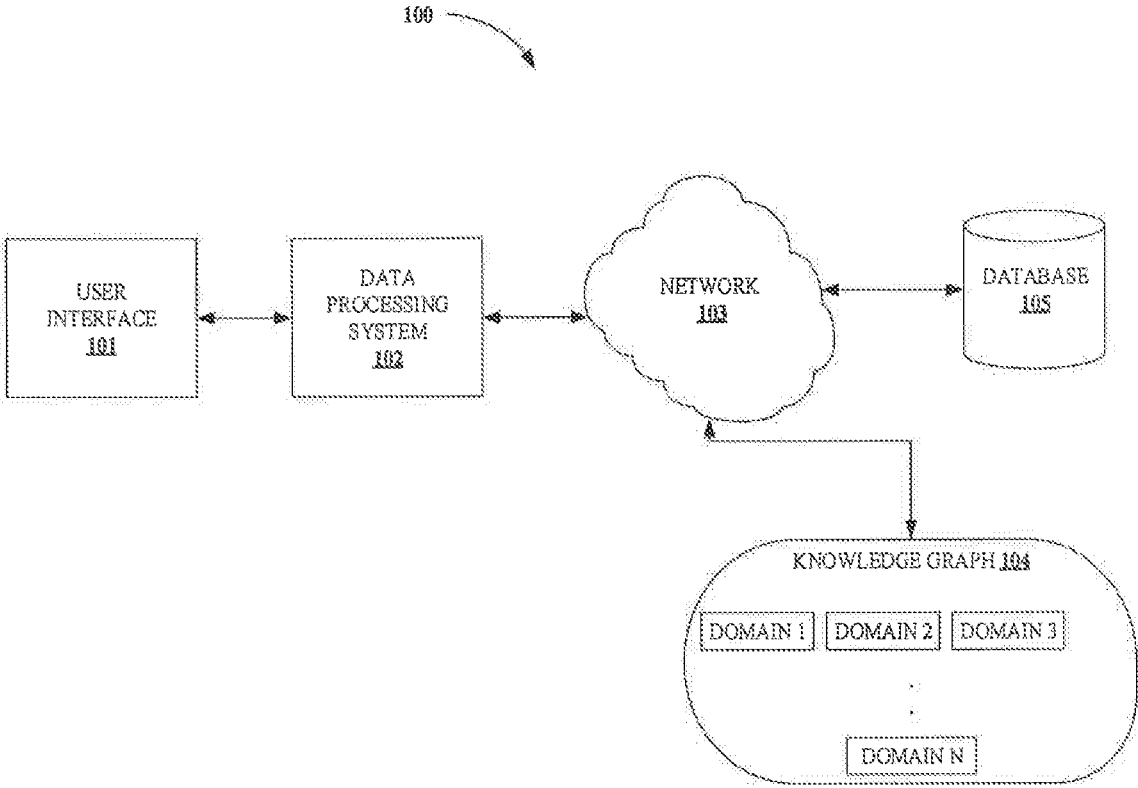 100
USER
INTERFACE
101
DATA
PROCESSING
SYSTEM
102
NETWORK
103
DATABASE
105
KNOWLEDGE GRAPH 104
DOMAIN 1
DOMAIN 2
DOMAIN 3
DOMAIN N